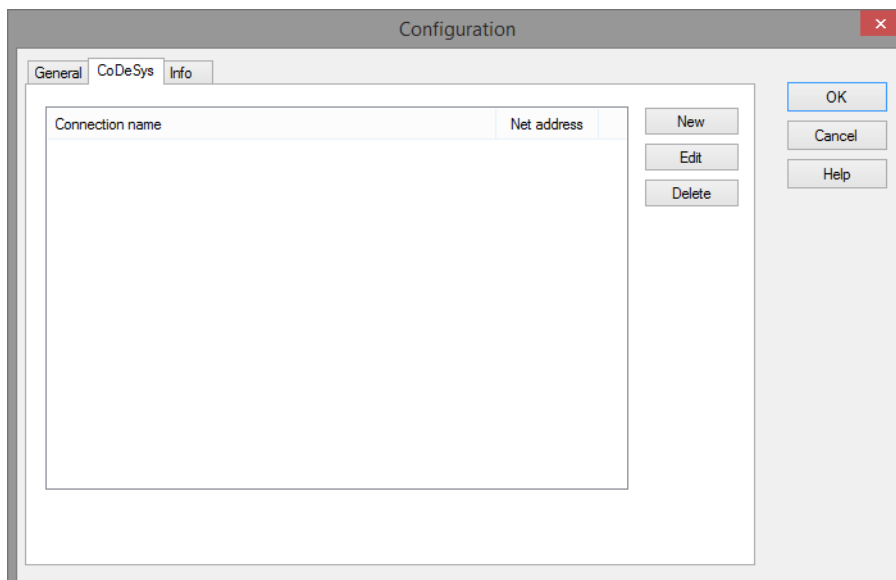 Configuration
General CoDeSys Info
Connection name Net address
New
Edit
Delete
OK
Cancel
Help